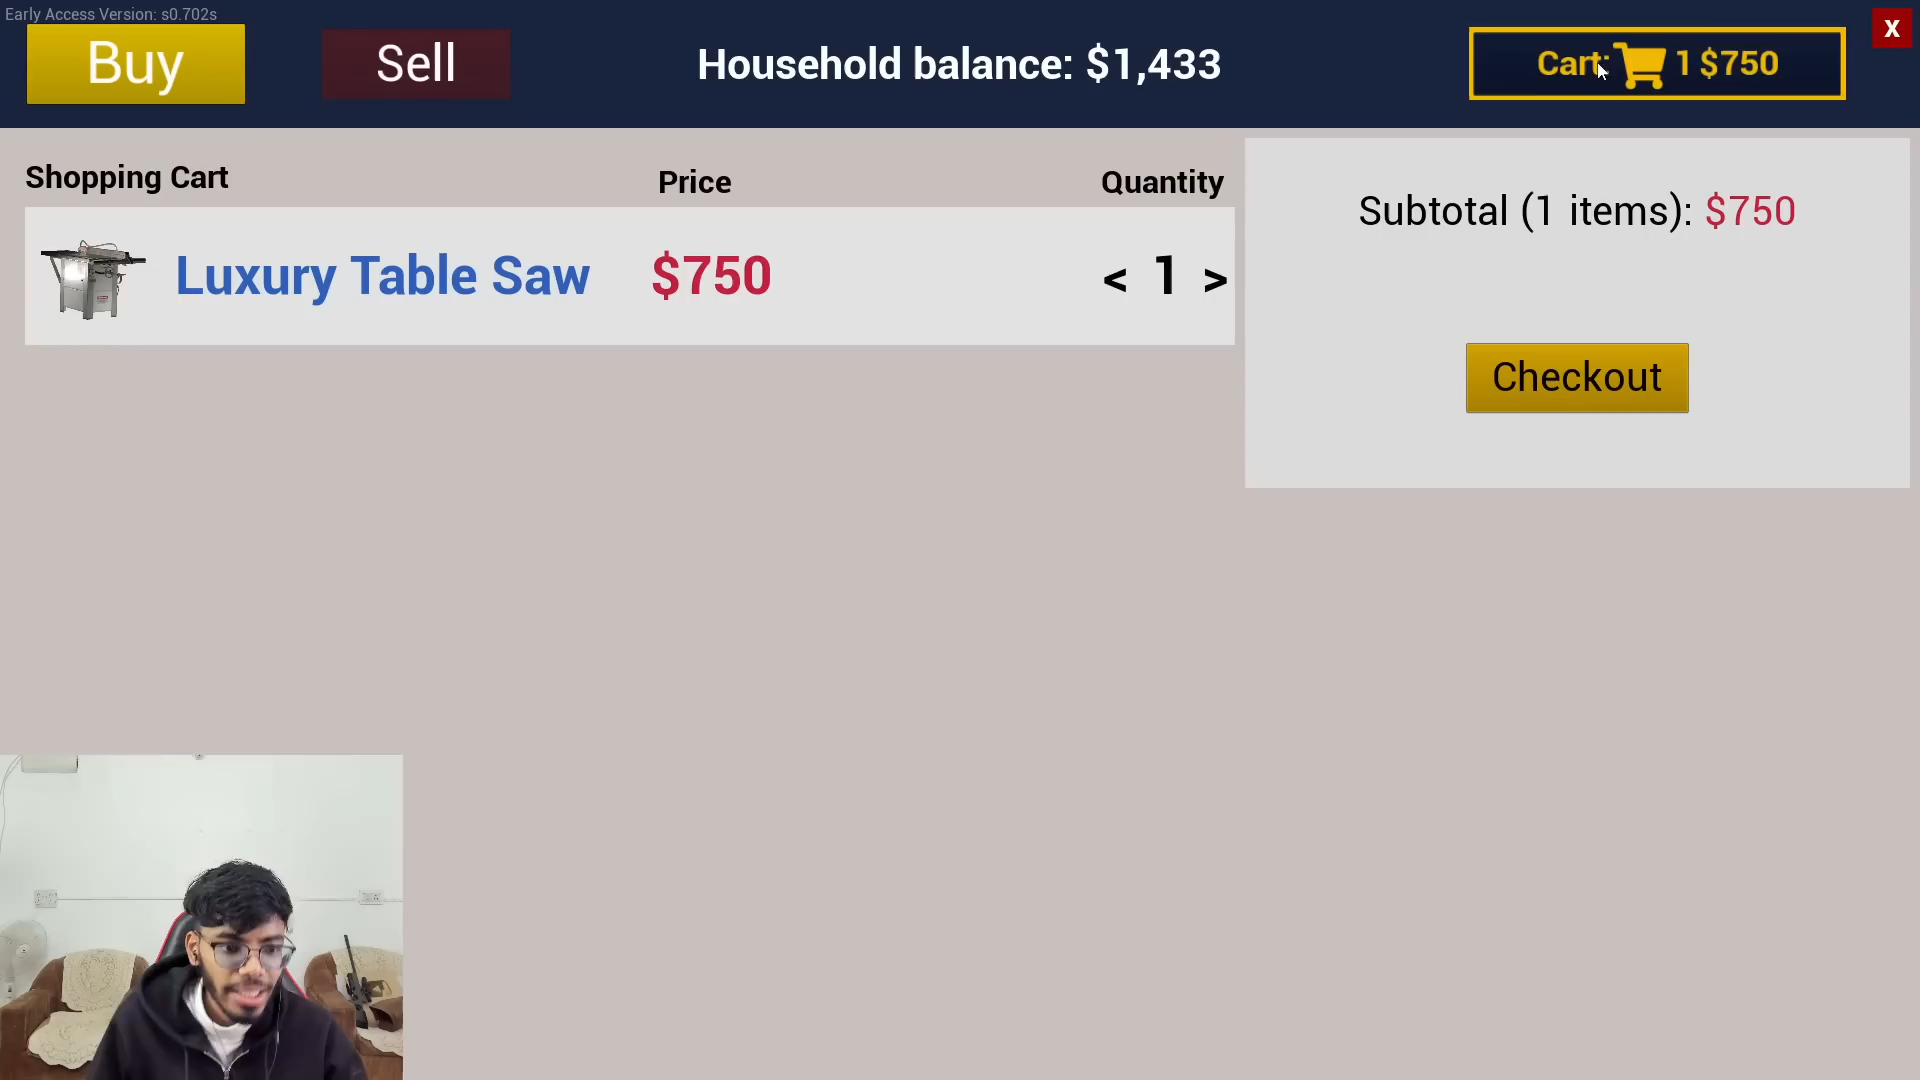 Early Access Version: s0.702s
Buy
Sell
Household balance: $1,433
Cart: 1 $750
X
Shopping Cart
Price
Quantity
Luxury Table Saw
$750
< 1 >
Subtotal (1 items): $750
Checkout